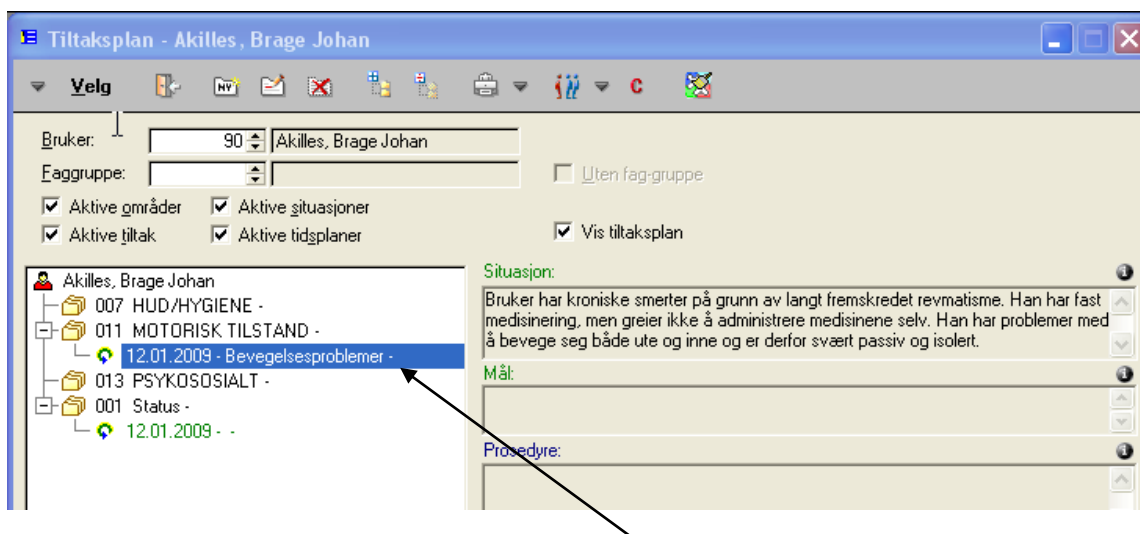 Tiltaksplan - Akilles, Brage Johan
Velg NY C
Bruker: 90 Akilles, Brage Johan
Faggruppe: Uten fag-gruppe
Aktive områder Aktive situasjoner
Aktive tiltak Aktive tidsplaner Vis tiltaksplan
Akilles, Brage Johan
007 HUD/HYGIENE -
011 MOTORISK TILSTAND -
12.01.2009 - Bevegelsesproblemer -
013 PSYKOSOSIALT -
001 Status -
12.01.2009 - -
Situasjon:
Bruker har kroniske smerter på grunn av langt fremskredet revmatisme. Han har fast
medisinering, men greier ikke å administrere medisinene selv. Han har problemer med
å bevege seg både ute og inne og er derfor svært passiv og isolert.
Mål:
Prosedyre: